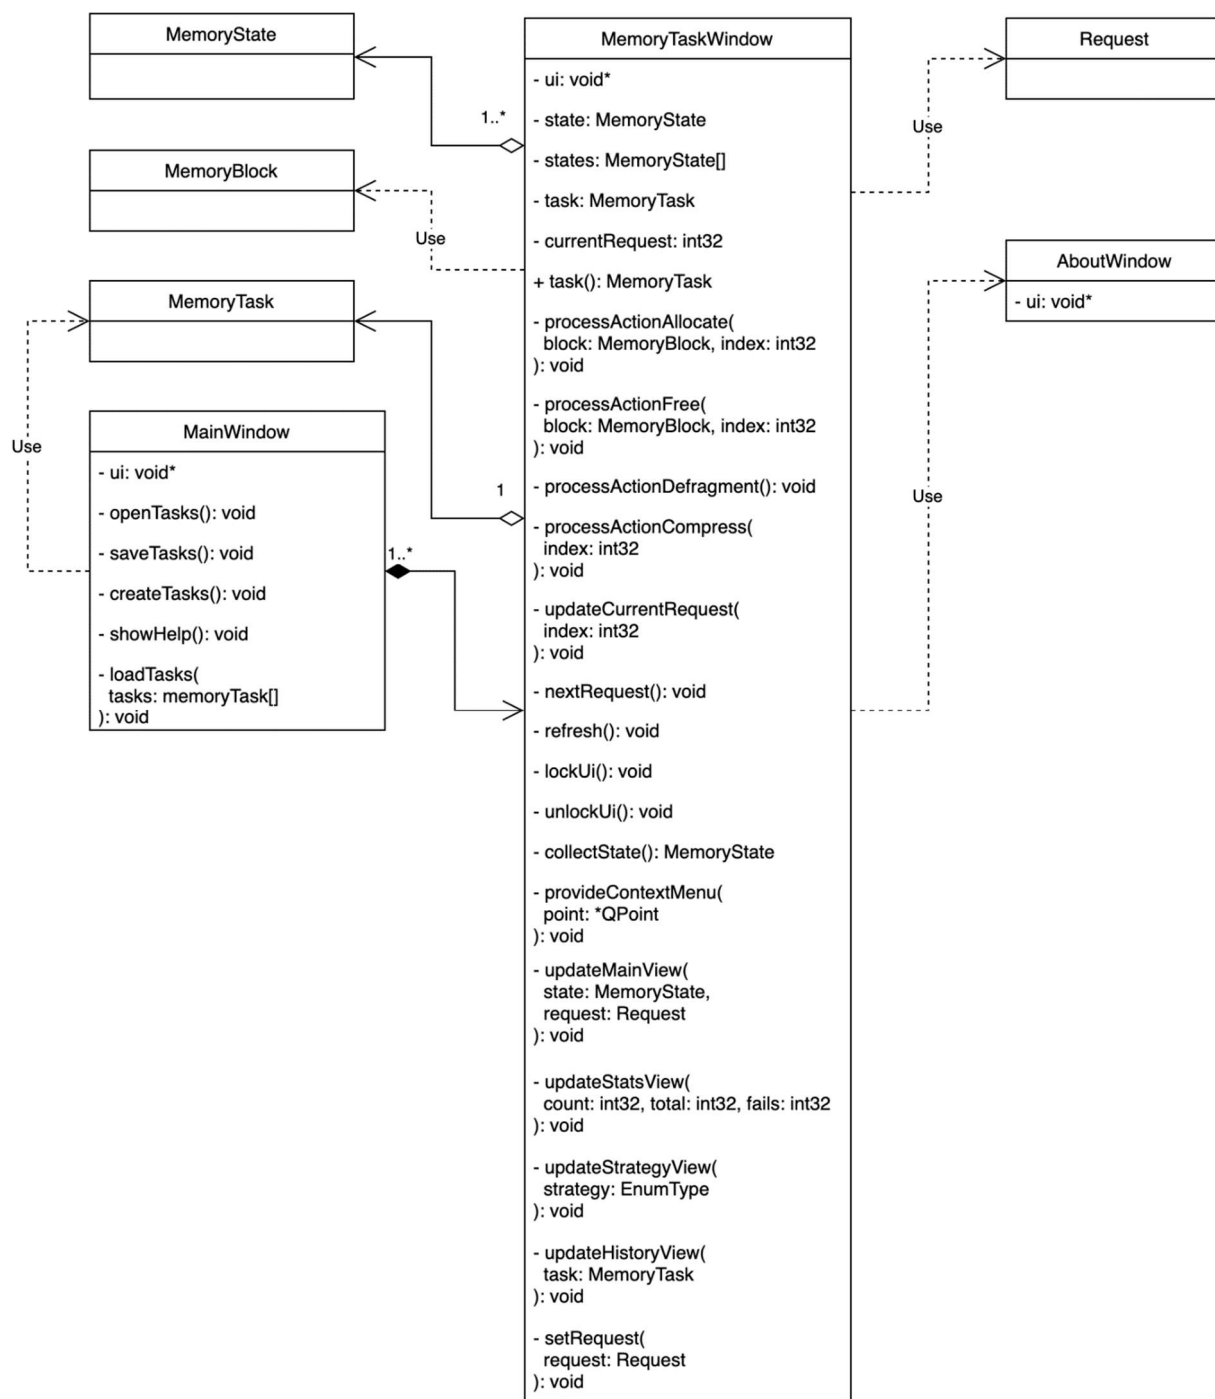 MemoryState
MemoryBlock
Use
MemoryTask
Use
MainWindow
- ui: void*
- openTasks(): void
- saveTasks(): void
- createTasks(): void
- showHelp(): void
- loadTasks(
tasks: memoryTask[]
): void
1..*
1
1..*
MemoryTaskWindow
- ui: void*
- state: MemoryState
- states: MemoryState[]
- task: MemoryTask
- currentRequest: int32
+ task(): MemoryTask
- processActionAllocate(
block: MemoryBlock, index: int32
): void
- processActionFree(
block: MemoryBlock, index: int32
): void
- processActionDefragment(): void
- processActionCompress(
index: int32
): void
- updateCurrentRequest(
index: int32
): void
- nextRequest(): void
- refresh(): void
- lockUi(): void
- unlockUi(): void
- collectState(): MemoryState
- provideContextMenu(
point: *QPoint
): void
- updateMainView(
state: MemoryState,
request: Request
): void
- updateStatsView(
count: int32, total: int32, fails: int32
): void
- updateStrategyView(
strategy: EnumType
): void
- updateHistoryView(
task: MemoryTask
): void
- setRequest(
request: Request
): void
Request
Use
AboutWindow
- ui: void*
Use